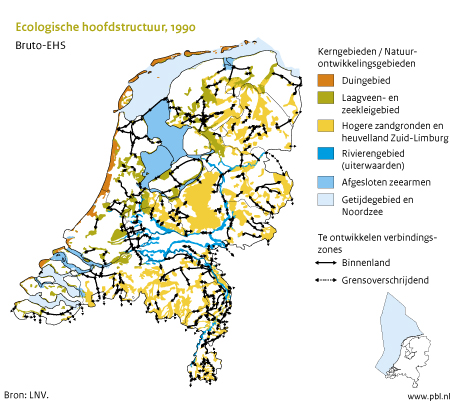 Ecologische hoofdstructuur, 1990
Bruto-EHS
Kerngebieden / Natuur-
ontwikkelingsgebieden
Duingebied
Laagveen- en
zeekleigebied
Hogere zandgronden en
heuvelland Zuid-Limburg
Rivierengebied
(uiterwaarden)
Afgesloten zeearmen
Getijdegebied en
Noordzee
Te ontwikkelen verbindings-
zones
Binnenland
Grensoverschrijdend
Bron: LNV.
www.pbl.nl